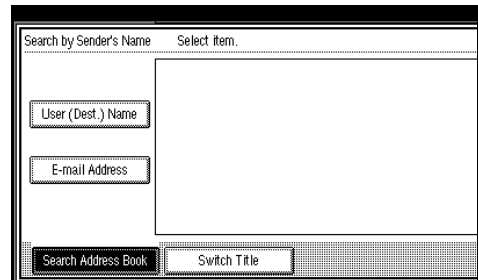 Search by Sender's Name Select item.
User (Dest.) Name
E-mail Address
Search Address Book Switch Title